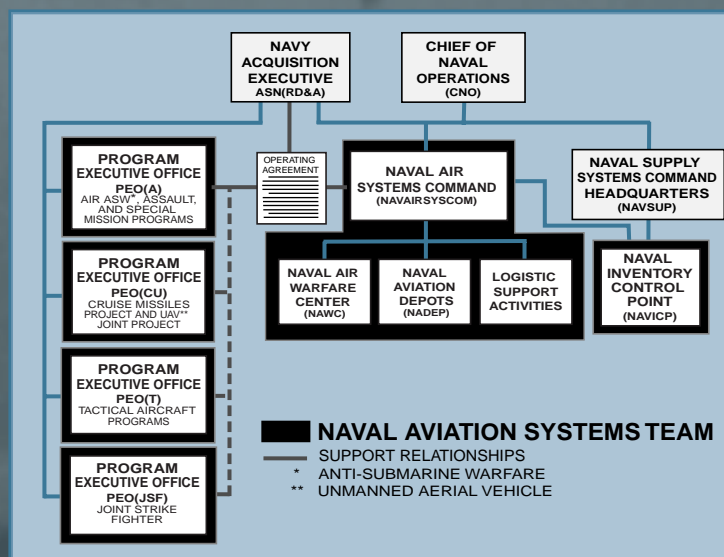 NAVY
ACQUISITION
EXECUTIVE
ASN(RD&A)
CHIEF OF
NAVAL
OPERATIONS
(CNO)
PROGRAM
EXECUTIVE OFFICE
PEO(A)
AIR ASW*, ASSAULT,
AND SPECIAL
MISSION PROGRAMS
OPERATING
AGREEMENT
NAVAL AIR
SYSTEMS COMMAND
(NAVAIRSYSCOM)
NAVAL SUPPLY
SYSTEMS COMMAND
HEADQUARTERS
(NAVSUP)
PROGRAM
EXECUTIVE OFFICE
PEO(CU)
CRUISE MISSILES
PROJECT AND UAV**
JOINT PROJECT
NAVAL AIR
WARFARE
CENTER
(NAWC)
NAVAL
AVIATION
DEPOTS
(NADEP)
LOGISTIC
SUPPORT
ACTIVITIES
NAVAL
INVENTORY
CONTROL
POINT
(NAVICP)
PROGRAM
EXECUTIVE OFFICE
PEO(T)
TACTICAL AIRCRAFT
PROGRAMS
PROGRAM
EXECUTIVE OFFICE
PEO(JSF)
JOINT STRIKE
FIGHTER
NAVAL AVIATION SYSTEMS TEAM
SUPPORT RELATIONSHIPS
* ANTI-SUBMARINE WARFARE
** UNMANNED AERIAL VEHICLE